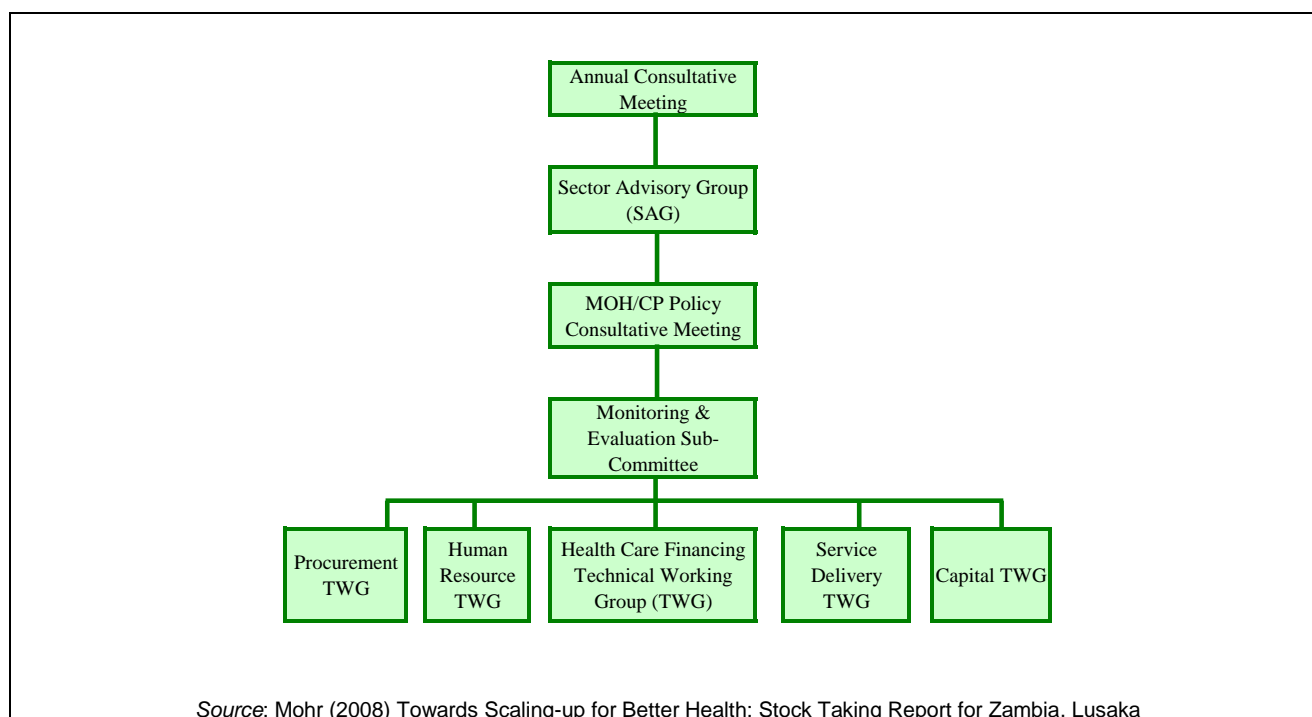 Annual Consultative
Meeting
Sector Advisory Group
(SAG)
MOH/CP Policy
Consultative Meeting
Monitoring &
Evaluation Sub-
Committee
Procurement
TWG
Human
Resource
TWG
Health Care Financing
Technical Working
Group (TWG)
Service
Delivery
TWG
Capital TWG
Source: Mohr (2008) Towards Scaling-up for Better Health: Stock Taking Report for Zambia. Lusaka